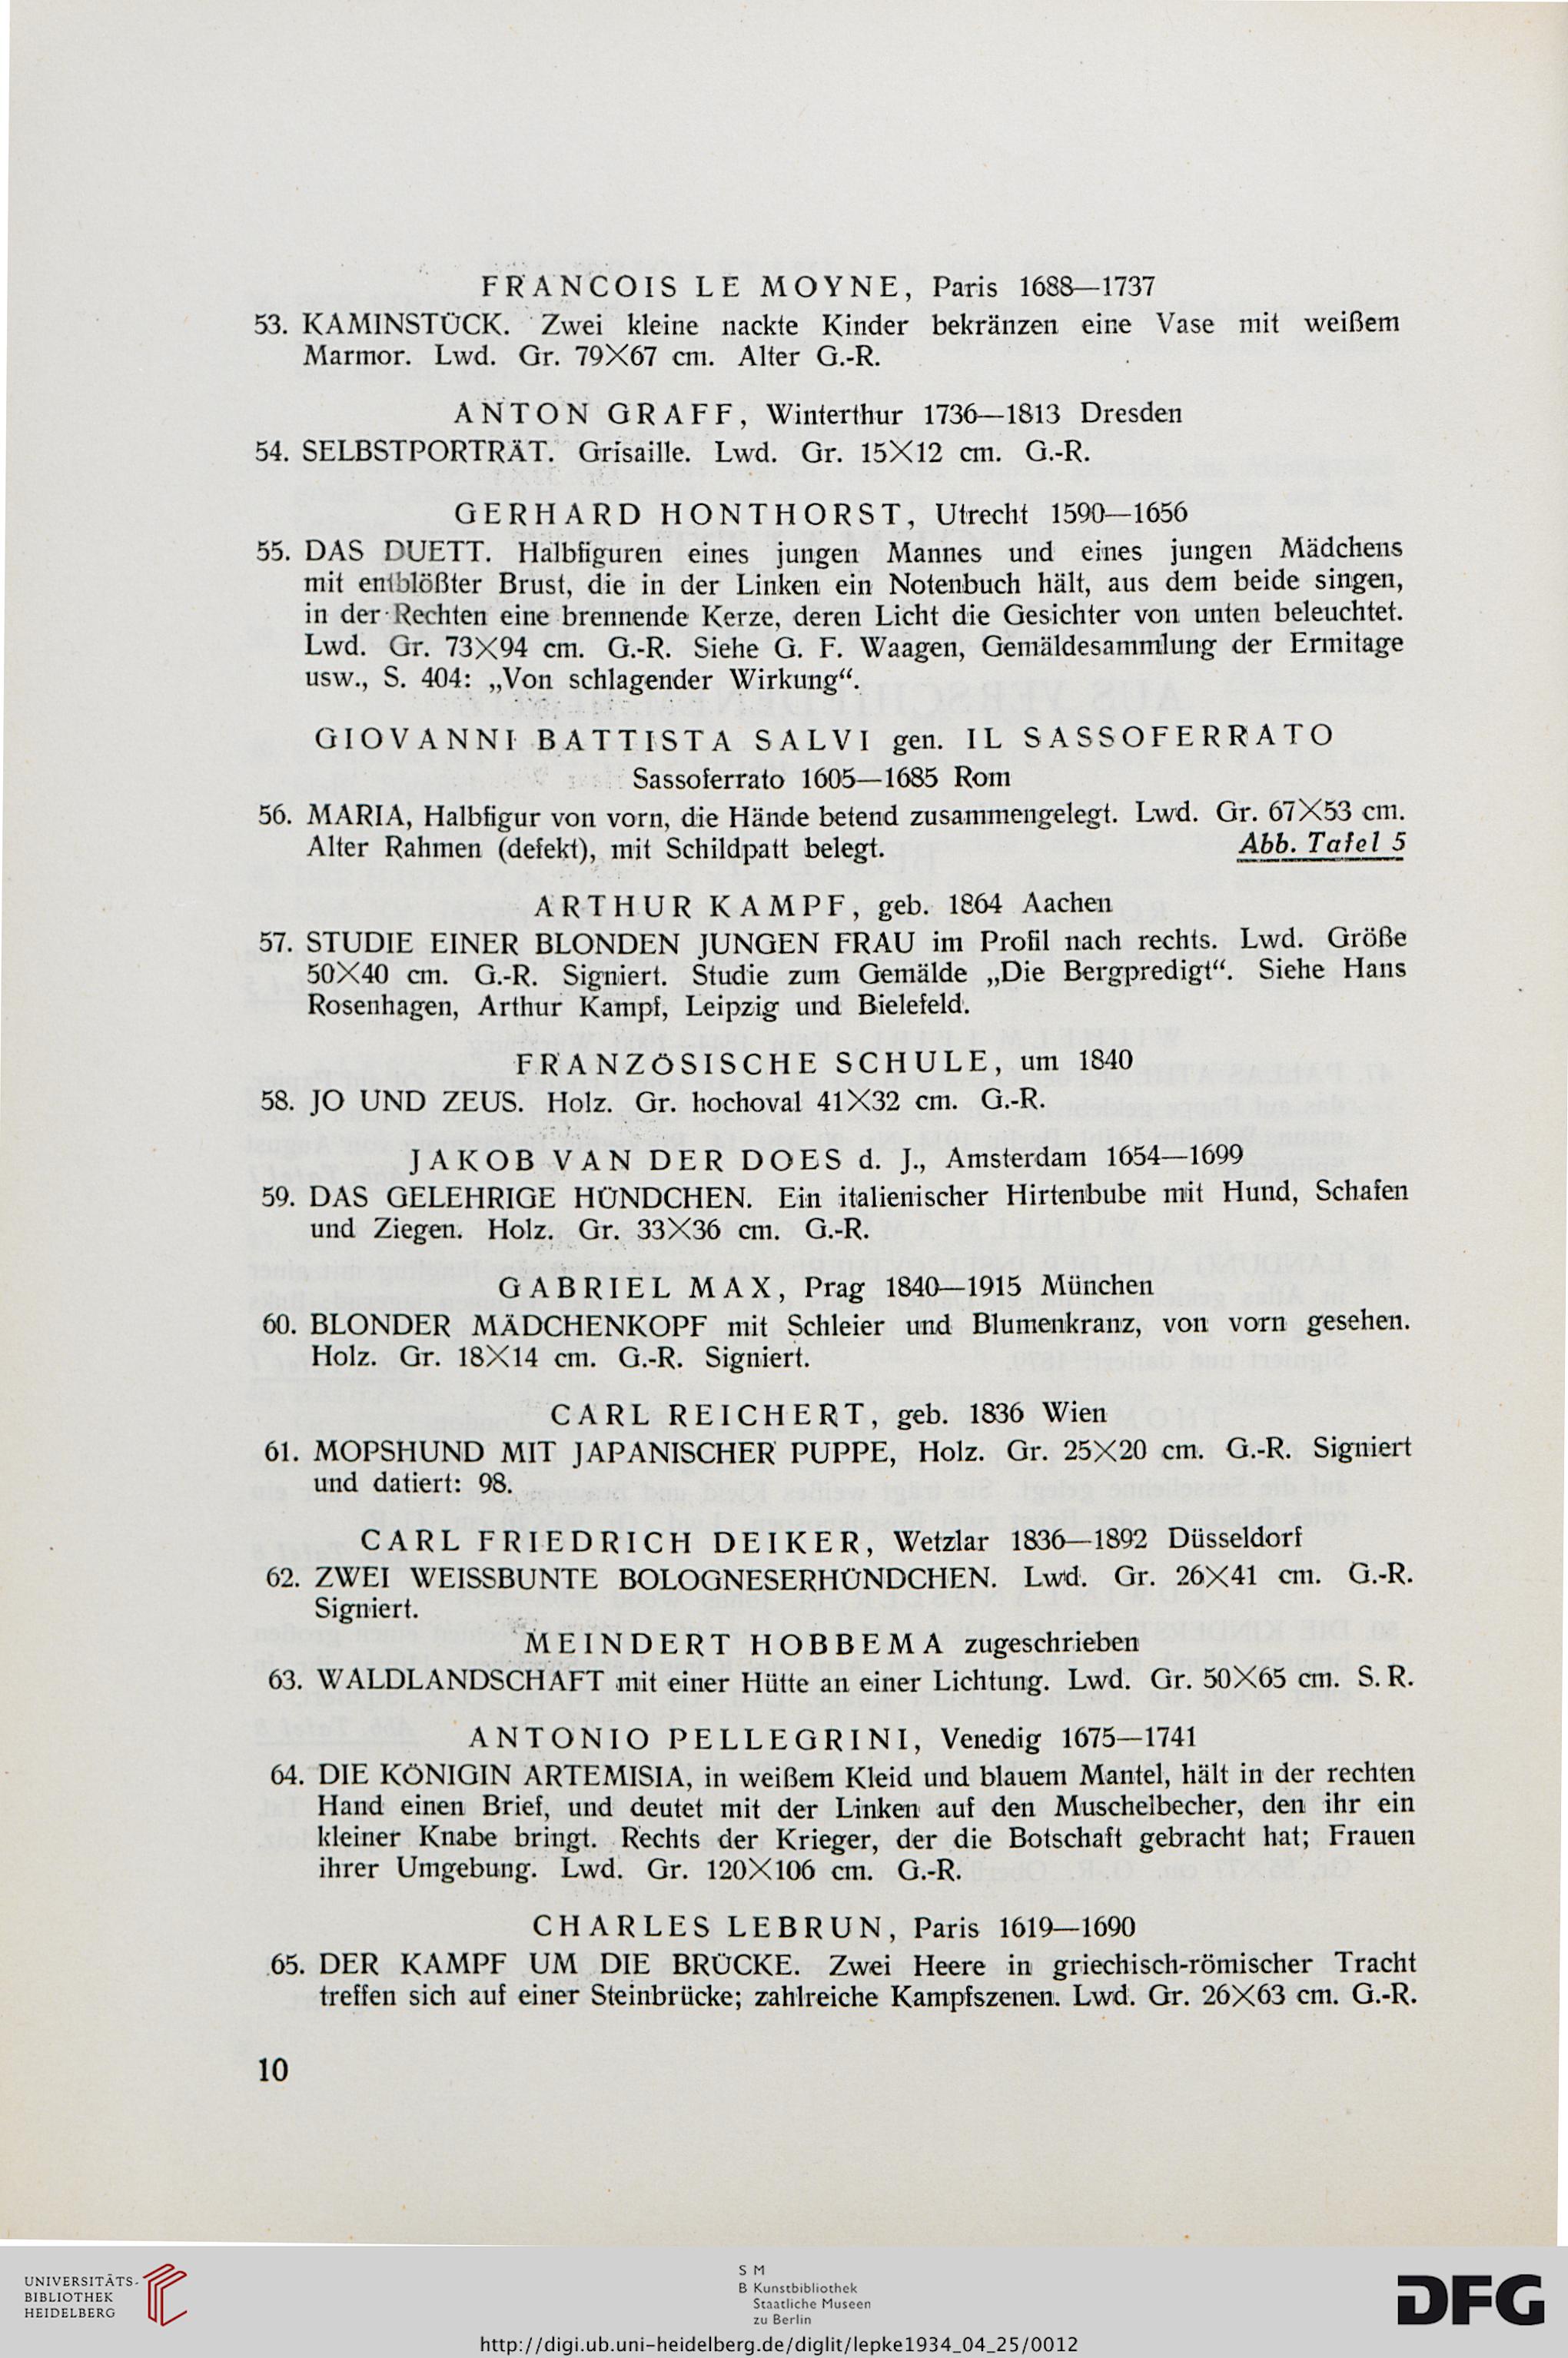 FRANCOIS LE MOYNE, Paris 1688—1737
53. KAMINSTÜCK. Zwei kleine nackte Kinder bekränzen eine Vase mit weißem
Marmor. Lwd. Gr. 79×67 cm. Alter G.-R.
ANTON GRAFF, Winterthur 1736—1813 Dresden
54. SELBSTPORTRÄT. Grisaille. Lwd. Gr. 15×12 cm. G.-R.
GERHARD HONTHORST, Utrecht 1590—1656
55. DAS DUETT. Halbfiguren eines jungen Mannes und eines jungen Mädchens
mit entblößter Brust, die in der Linken ein Notenbuch hält, aus dem beide singen,
in der Rechten eine brennende Kerze, deren Licht die Gesichter von unten beleuchtet.
Lwd. Gr. 73×94 cm. G.-R. Siehe G. F. Waagen, Gemäldesammlung der Ermitage
usw., S. 404: „Von schlagender Wirkung“.
GIOVANNI BATTISTA SALVI gen. IL SASSOFERRATO
Sassoferrato 1605—1685 Rom
56. MARIA, Halbfigur von vorn, die Hände betend zusammengelegt. Lwd. Gr. 67×53 cm.
Alter Rahmen (defekt), mit Schildpatt belegt. Abb. Tafel 5
ARTHUR KAMPF, geb. 1864 Aachen
57. STUDIE EINER BLONDEN JUNGEN FRAU im Profil nach rechts. Lwd. Größe
50×40 cm. G.-R. Signiert. Studie zum Gemälde „Die Bergpredigt“. Siehe Hans
Rosenhagen, Arthur Kampf, Leipzig und Bielefeld.
FRANZÖSISCHE SCHULE, um 1840
58. JO UND ZEUS. Holz. Gr. hochoval 41×32 cm. G.-R.
JAKOB VAN DER DOES d. J., Amsterdam 1654—1699
59. DAS GELEHRIGE HÜNDCHEN. Ein italienischer Hirtenbube mit Hund, Schafen
und Ziegen. Holz. Gr. 33×36 cm. G.-R.
GABRIEL MAX, Prag 1840—1915 München
60. BLONDER MÄDCHENKOPF mit Schleier und Blumenkranz, von vorn gesehen.
Holz. Gr. 18×14 cm. G.-R. Signiert.
CARL REICHERT, geb. 1836 Wien
61. MOPSHUND MIT JAPANISCHER PUPPE, Holz. Gr. 25×20 cm. G.-R. Signiert
und datiert: 98.
CARL FRIEDRICH DEIKER, Wetzlar 1836—1892 Düsseldorf
62. ZWEI WEISSBUNTE BOLOGNESERHÜNDCHEN. Lwd. Gr. 26×41 cm. G.-R.
Signiert.
MEINDERT HOBBEMA zugeschrieben
63. WALDLANDSCHAFT mit einer Hütte an einer Lichtung. Lwd. Gr. 50×65 cm. S. R.
ANTONIO PELLEGRINI, Venedig 1675—1741
64. DIE KÖNIGIN ARTEMISIA, in weißem Kleid und blauem Mantel, hält in der rechten
Hand einen Brief, und deutet mit der Linken auf den Muschelbecher, den ihr ein
kleiner Knabe bringt. Rechts der Krieger, der die Botschaft gebracht hat; Frauen
ihrer Umgebung. Lwd. Gr. 120×106 cm. G.-R.
CHARLES LEBRUN, Paris 1619—1690
65. DER KAMPF UM DIE BRÜCKE. Zwei Heere in griechisch-römischer Tracht
treffen sich auf einer Steinbrücke; zahlreiche Kampfszenen. Lwd. Gr. 26×63 cm. G.-R.
10
UNIVERSITÄTS-
BIBLIOTHEK
HEIDELBERG
S M
B Kunstbibliothek
Staatliche Museen
zu Berlin
http://digi.ub.uni-heidelberg.de/diglit/lepke1934_04_25/0012
DFG